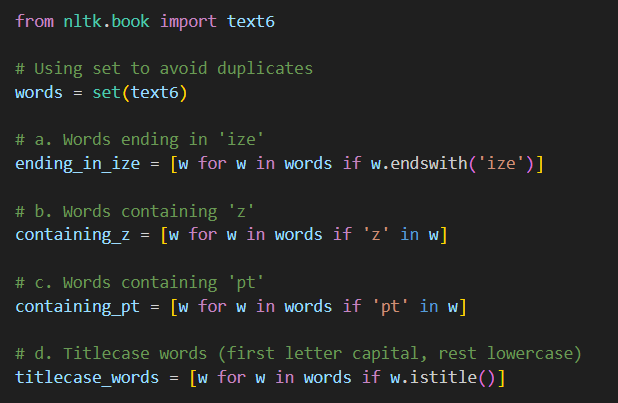 from nltk.book import text6
# Using set to avoid duplicates
words = set(text6)
# a. Words ending in 'ize'
ending_in_ize = [w for w in words if w.endswith('ize')]
# b. Words containing 'z'
containing_z = [w for w in words if 'z' in w]
# c. Words containing 'pt'
containing_pt = [w for w in words if 'pt' in w]
# d. Titlecase words (first letter capital, rest lowercase)
titlecase_words = [w for w in words if w.istitle()]